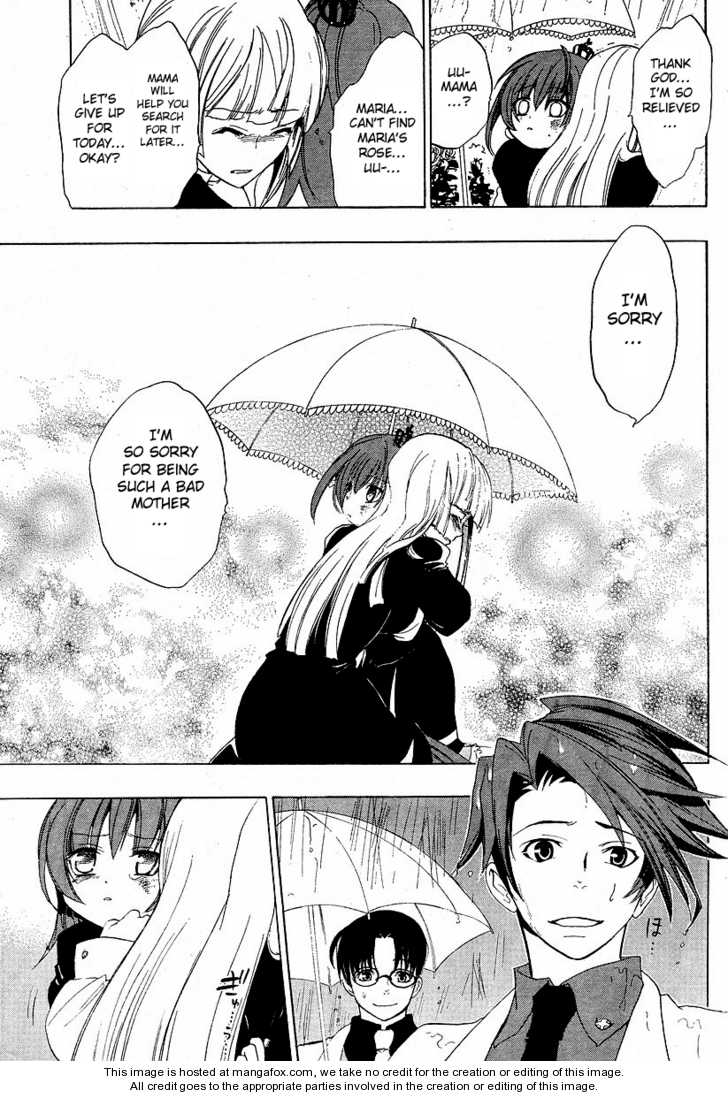 THANK
GOD...
I'M SO
RELIEVED
...
UU-
MAMA
...?
MARIA...
CAN'T FIND
MARIA'S
ROSE...
UU-...
MAMA
WILL
HELP YOU
SEARCH
FOR IT
LATER...
LET'S
GIVE UP
FOR
TODAY...
OKAY?
I'M
SORRY
...
I'M
SO SORRY
FOR BEING
SUCH A BAD
MOTHER
...
ほ
ぎゅ
This image is hosted at mangafox.com, we take no credit for the creation or editing of this image.
All credit goes to the appropriate parties involved in the creation or editing of this image.